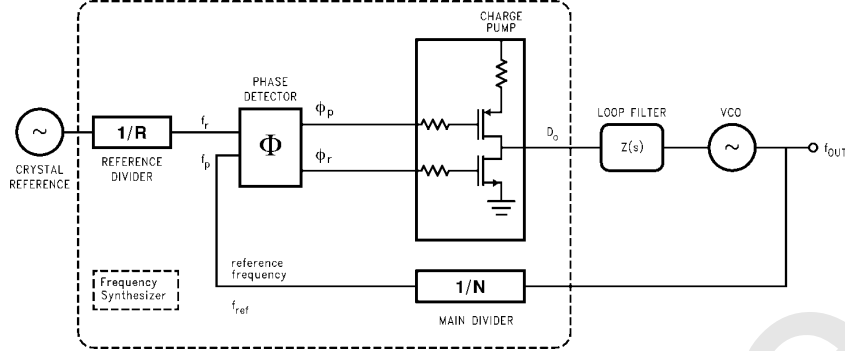 CHARGE
PUMP
PHASE
DETECTOR
LOOP FILTER
VCO
ϕp
1/R
fr
Φ
Do
Z(s)
fOUT
~
~
CRYSTAL
REFERENCE
REFERENCE
DIVIDER
fp
ϕr
reference
frequency
fref
1/N
MAIN DIVIDER
Frequency
Synthesizer